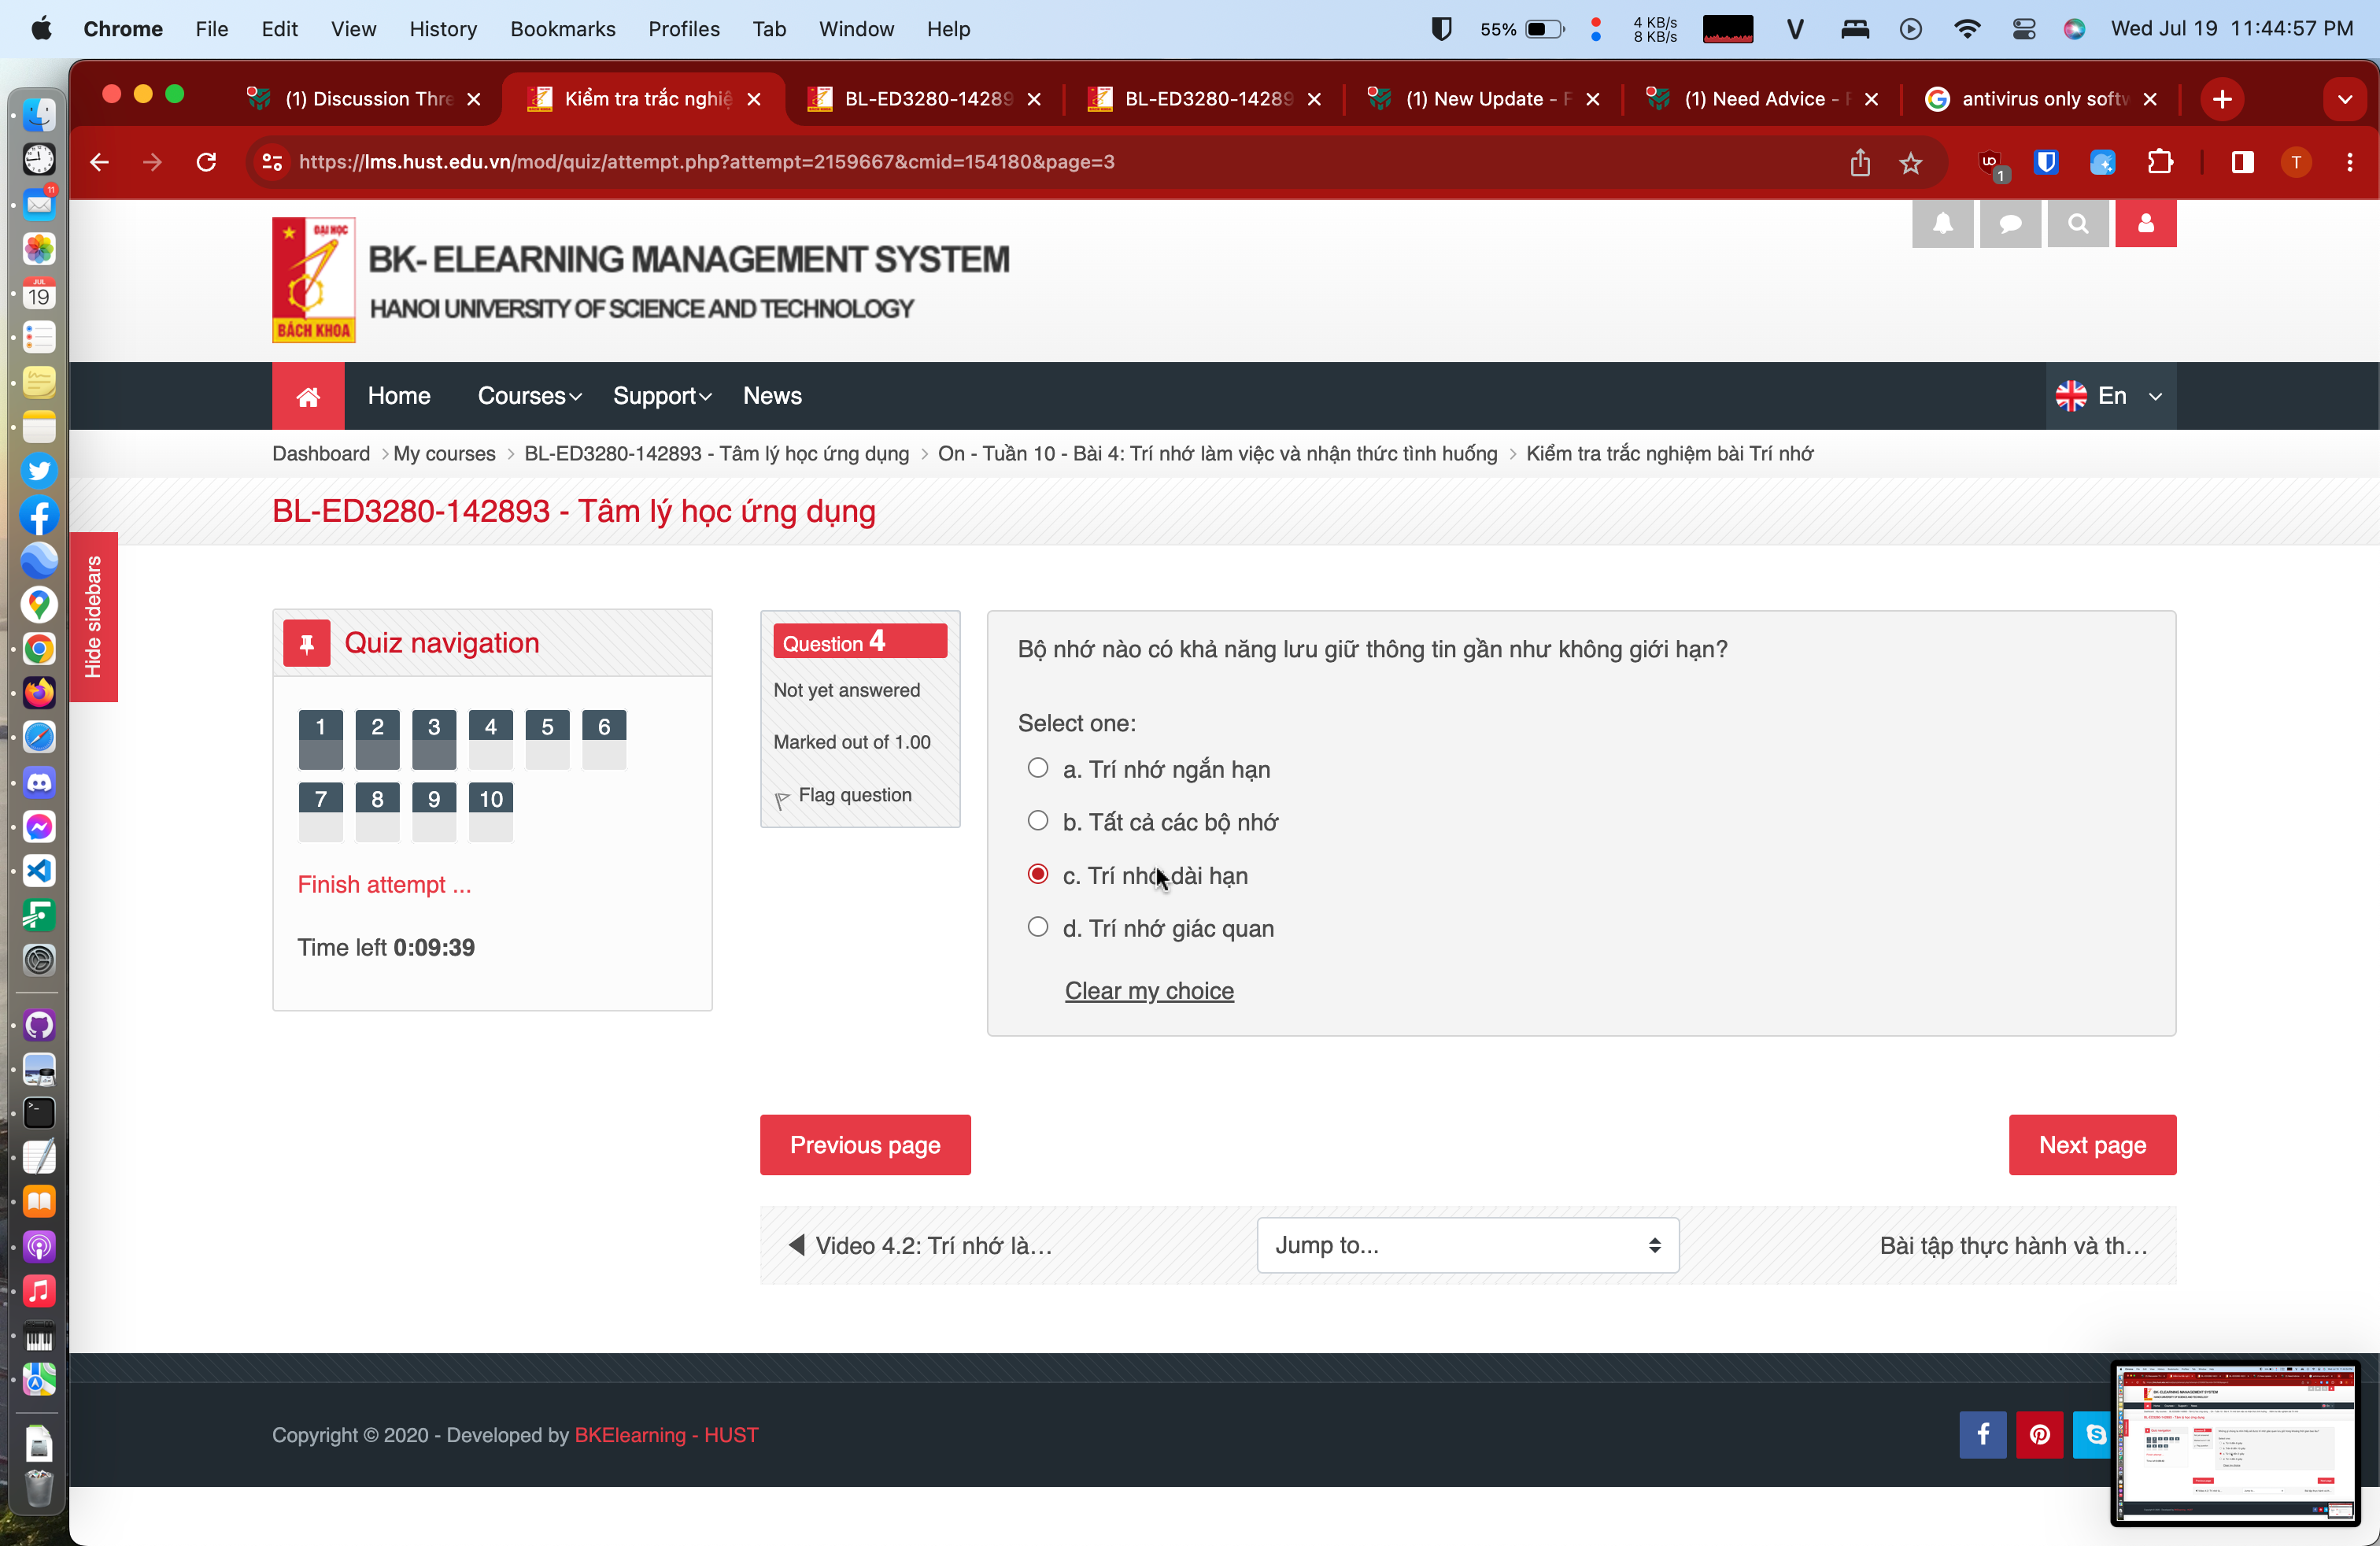 Chrome File Edit View History Bookmarks Profiles Tab Window Help 55% 4 KB/s 8 KB/s V Wed Jul 19 11:44:57 PM
(1) Discussion Thre
Kiểm tra trắc nghiệ
BL-ED3280-14289
BL-ED3280-14289
(1) New Update - F
(1) Need Advice - F
antivirus only softw
https://lms.hust.edu.vn/mod/quiz/attempt.php?attempt=2159667&cmid=154180&page=3
1
T
11
JUL
19
ĐẠI HỌC
BÁCH KHOA
BK- ELEARNING MANAGEMENT SYSTEM
HANOI UNIVERSITY OF SCIENCE AND TECHNOLOGY
Home Courses Support News En
Dashboard > My courses > BL-ED3280-142893 - Tâm lý học ứng dụng > On - Tuần 10 - Bài 4: Trí nhớ làm việc và nhận thức tình huống > Kiểm tra trắc nghiệm bài Trí nhớ
BL-ED3280-142893 - Tâm lý học ứng dụng
Hide sidebars
Quiz navigation
1 2 3 4 5 6
7 8 9 10
Finish attempt ...
Time left 0:09:39
Question 4
Not yet answered
Marked out of 1.00
Flag question
Bộ nhớ nào có khả năng lưu giữ thông tin gần như không giới hạn?
Select one:
a. Trí nhớ ngắn hạn
b. Tất cả các bộ nhớ
c. Trí nhớ dài hạn
d. Trí nhớ giác quan
Clear my choice
Previous page
Next page
Video 4.2: Trí nhớ là...
Jump to...
Bài tập thực hành và th...
Copyright © 2020 - Developed by BKElearning - HUST